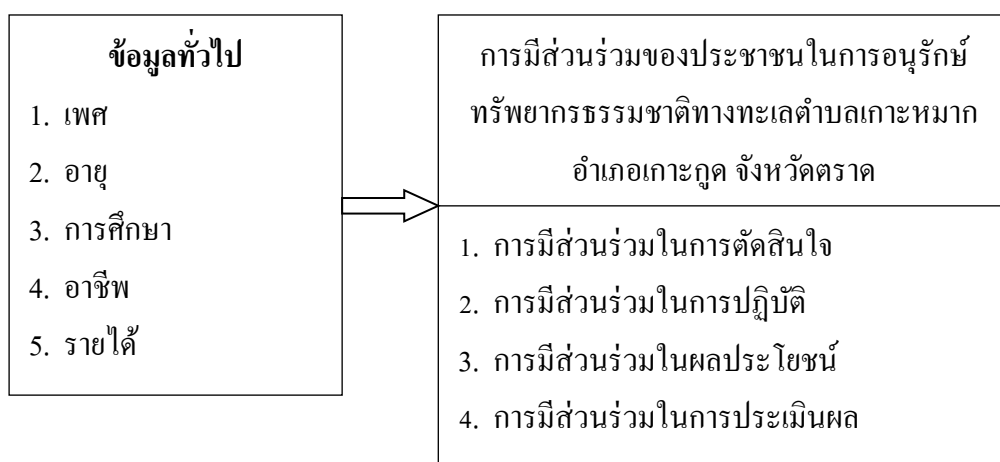 ข้อมูลทั่วไป
1. เพศ
2. อายุ
3. การศึกษา
4. อาชีพ
5. รายได้
การมีส่วนร่วมของประชาชนในการอนุรักษ์
ทรัพยากรธรรมชาติทางทะเลตำบลเกาะหมาก
อำเภอเกาะกูด จังหวัดตราด
1. การมีส่วนร่วมในการตัดสินใจ
2. การมีส่วนร่วมในการปฏิบัติ
3. การมีส่วนร่วมในผลประโยชน์
4. การมีส่วนร่วมในการประเมินผล